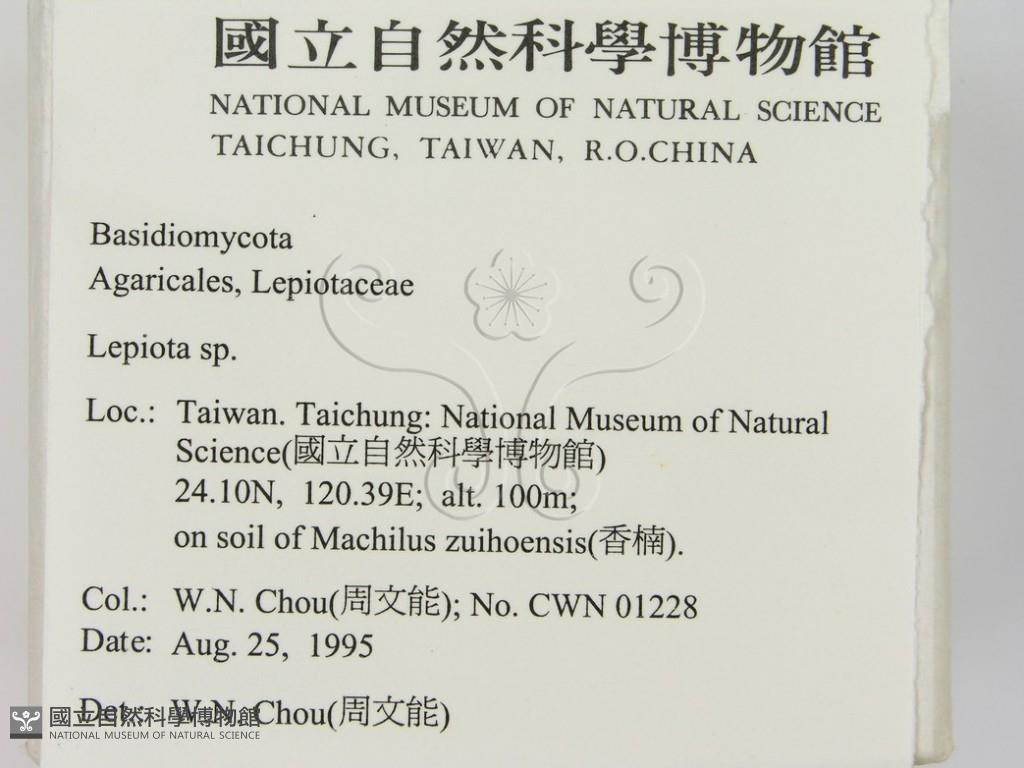 國立自然科學博物館
NATIONAL MUSEUM OF NATURAL SCIENCE
TAICHUNG, TAIWAN, R.O.CHINA
Basidiomycota
Agaricales, Lepiotaceae
Lepiota sp.
Loc.: Taiwan. Taichung: National Museum of Natural
Science(國立自然科學博物館)
24.10N, 120.39E; alt. 100m;
on soil of Machilus zuihoensis(香楠).
Col.: W.N. Chou(周文能); No. CWN 01228
Date: Aug. 25, 1995
Det.: W.N. Chou(周文能)
國立自然科學博物館
NATIONAL MUSEUM OF NATURAL SCIENCE